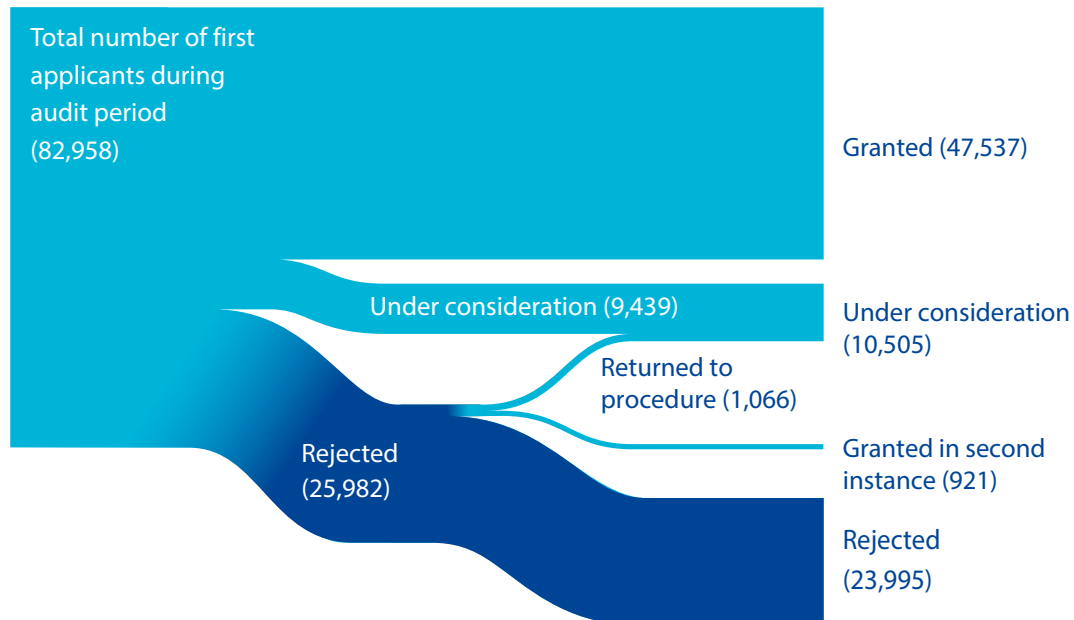 Total number of first
applicants during
audit period
(82,958)
Granted (47,537)
Under consideration (9,439)
Under consideration
(10,505)
Returned to
procedure (1,066)
Granted in second
instance (921)
Rejected
(25,982)
Rejected
(23,995)